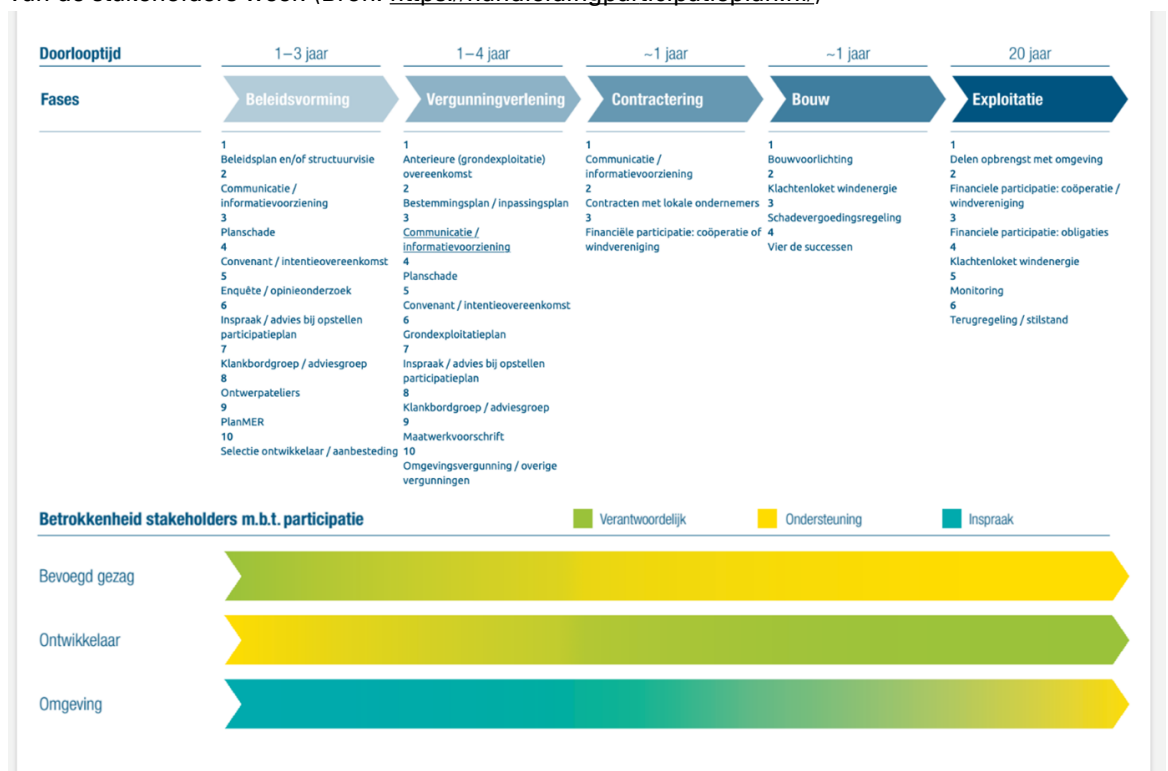 Doorlooptijd
1–3 jaar
1–4 jaar
~1 jaar
~1 jaar
20 jaar
Fases
Beleidsvorming
Vergunningverlening
Contractering
Bouw
Exploitatie
1
Beleidsplan en/of structuurvisie
2
Communicatie /
informatievoorziening
3
Planschade
4
Convenant / intentieovereenkomst
5
Enquête / opinieonderzoek
6
Inspraak / advies bij opstellen
participatieplan
7
Klankbordgroep / adviesgroep
8
Ontwerpateliers
9
PlanMER
10
Selectie ontwikkelaar / aanbesteding
1
Anterieure (grondexploitatie)
overeenkomst
2
Bestemmingsplan / inpassingsplan
3
Communicatie /
informatievoorziening
4
Planschade
5
Convenant / intentieovereenkomst
6
Grondexploitatieplan
7
Inspraak / advies bij opstellen
participatieplan
8
Klankbordgroep / adviesgroep
9
Maatwerkvoorschrift
10
Omgevingsvergunning / overige
vergunningen
1
Communicatie /
informatievoorziening
2
Contracten met lokale ondernemers
3
Financiële participatie: coöperatie of
windvereniging
1
Bouwvoorlichting
2
Klachtenloket windenergie
3
Schadevergoedingsregeling
4
Vier de successen
1
Delen opbrengst met omgeving
2
Financiele participatie: coöperatie /
windvereniging
3
Financiele participatie: obligaties
4
Klachtenloket windenergie
5
Monitoring
6
Terugregeling / stilstand
Betrokkenheid stakeholders m.b.t. participatie
Verantwoordelijk
Ondersteuning
Inspraak
Bevoegd gezag
Ontwikkelaar
Omgeving